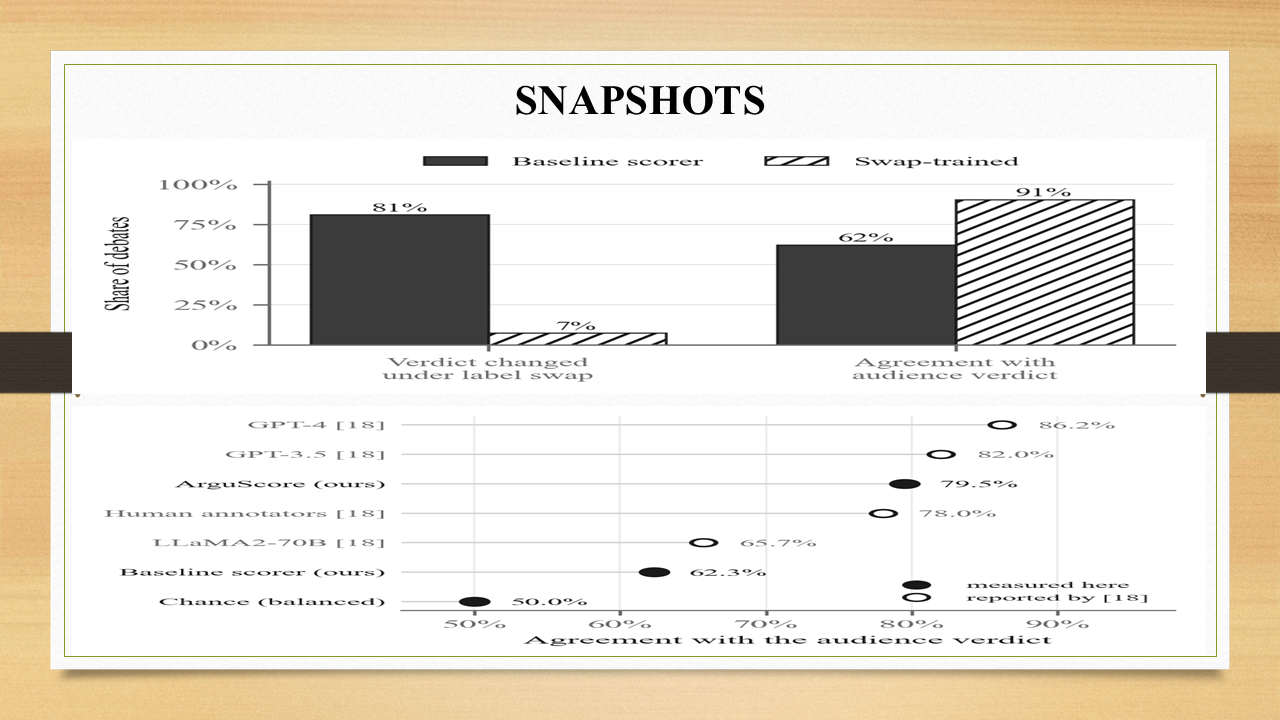 SNAPSHOTS
Baseline scorer
Swap-trained
Share of debates
100%
75%
50%
25%
0%
81%
7%
62%
91%
Verdict changed
under label swap
Agreement with
audience verdict
GPT-4 [18]
86.2%
GPT-3.5 [18]
82.0%
ArguScore (ours)
79.5%
Human annotators [18]
78.0%
LLaMA2-70B [18]
65.7%
Baseline scorer (ours)
62.3%
Chance (balanced)
50.0%
measured here
reported by [18]
50%
60%
70%
80%
90%
Agreement with the audience verdict